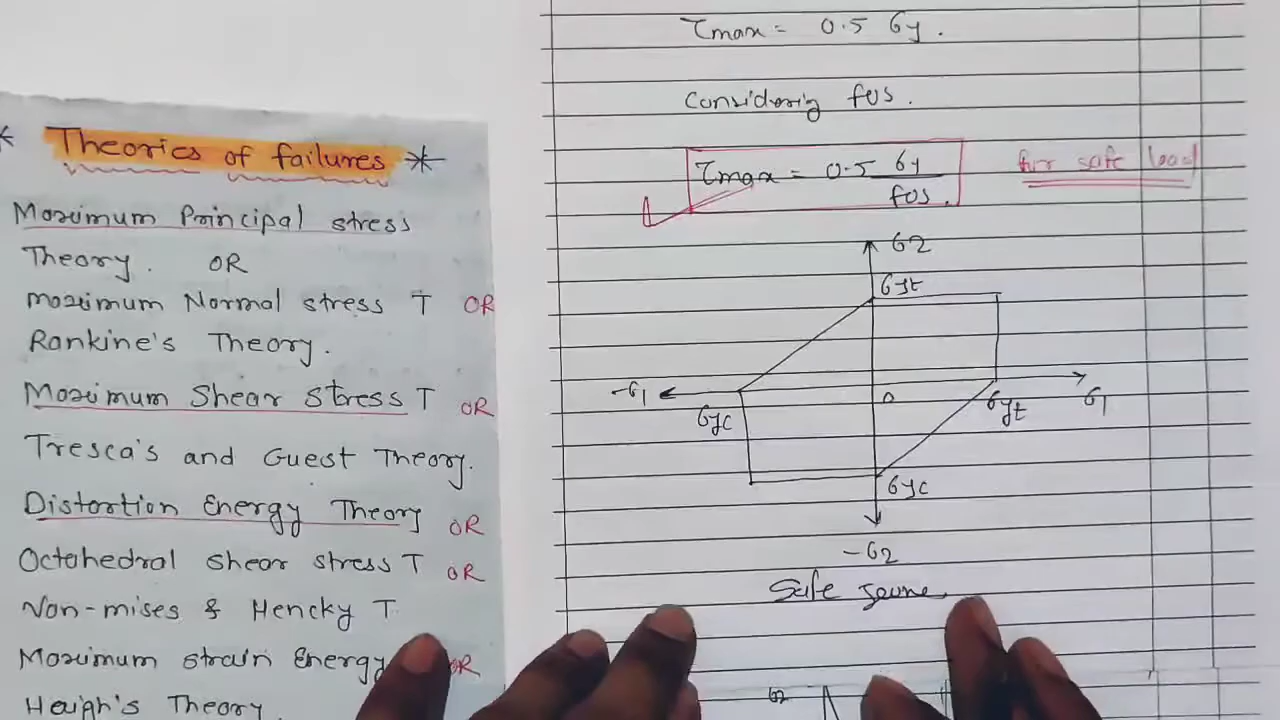 * Theories of failures *
Maximum Principal stress
Theory. OR
Maximum Normal stress T OR
Rankine's Theory.
Maximum Shear Stress T OR
Tresca's and Guest Theory.
Distortion Energy Theory OR
Octahedral shear stress T OR
Von-mises & Hencky T.
Maximum strain Energy OR
Heigh's Theory.
τmax = 0.5 σy.
Considering fos.
τmax = 0.5 σy / fos. for safe load
σ2
σyt
-σ1
σyc
0
σyt
σ1
σyc
-σ2
Safe
σ2